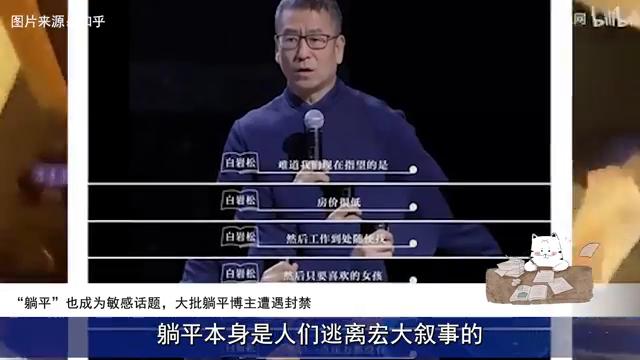 图片来源：知乎
网 bilibili
白岩松 难道我们现在指望的是
白岩松 房价很低
白岩松 然后工作到处随便找
白岩松 然后只要喜欢的女孩
“躺平”也成为敏感话题，大批躺平博主遭遇封禁
躺平本身是人们逃离宏大叙事的